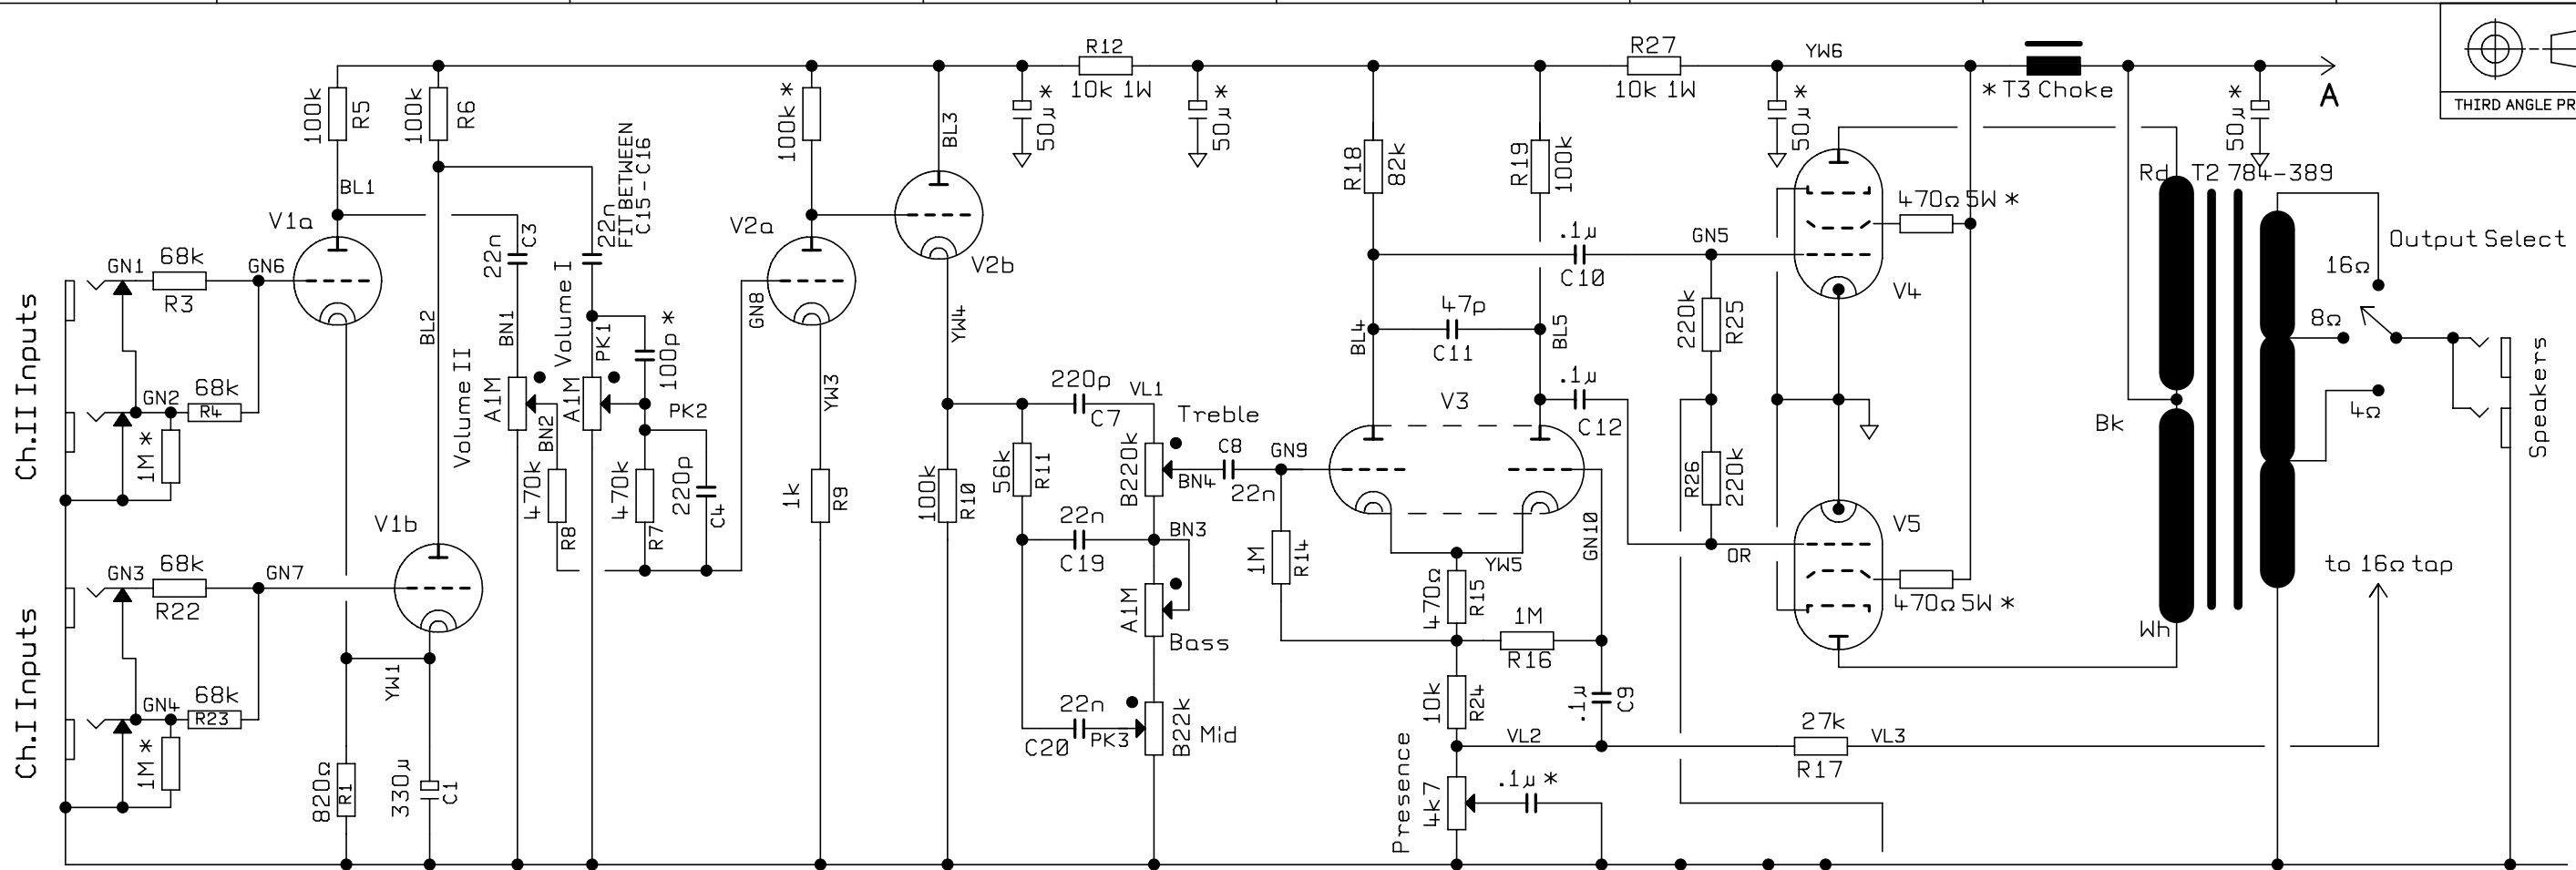 THIRD ANGLE PR
R12
10k 1W
R27
10k 1W
YW6
* T3 Choke
A
100k
R5
100k
R6
100k *
BL3
50µ *
50µ *
50µ *
50µ *
22n
FIT BETWEEN
C15-C16
BL1
V1a
V2a
V2b
R18
82k
R19
100k
Rd
T2 784-389
470Ω 5W *
Output Select
16Ω
8Ω
4Ω
Speakers
Ch.II Inputs
GN1
68k
R3
GN6
GN2
68k
R4
1M *
BL2
22n
C3
BN1
Volume II
A1M
BN2
Volume I
PK1
A1M
100p *
PK2
470k
R8
470k
R7
220p
C4
GN8
YW3
1k
R9
YW4
100k
R10
56k
R11
220p
C7
VL1
Treble
B220k
BN4
C8
22n
GN9
22n
C19
BN3
A1M
Bass
22n
C20
PK3
B22k
Mid
1M
R14
BL4
47p
C11
BL5
.1µ
C10
GN5
.1µ
C12
V3
220k
R25
R26
220k
V4
V5
OR
470Ω 5W *
Bk
Wh
to 16Ω tap
GN10
YW5
470Ω
R15
1M
R16
10k
R24
.1µ
C9
VL2
27k
R17
VL3
Presence
4k7
.1µ *
Ch.I Inputs
GN3
68k
R22
GN7
GN4
68k
R23
1M *
V1b
YW1
820Ω
R1
330µ
C1